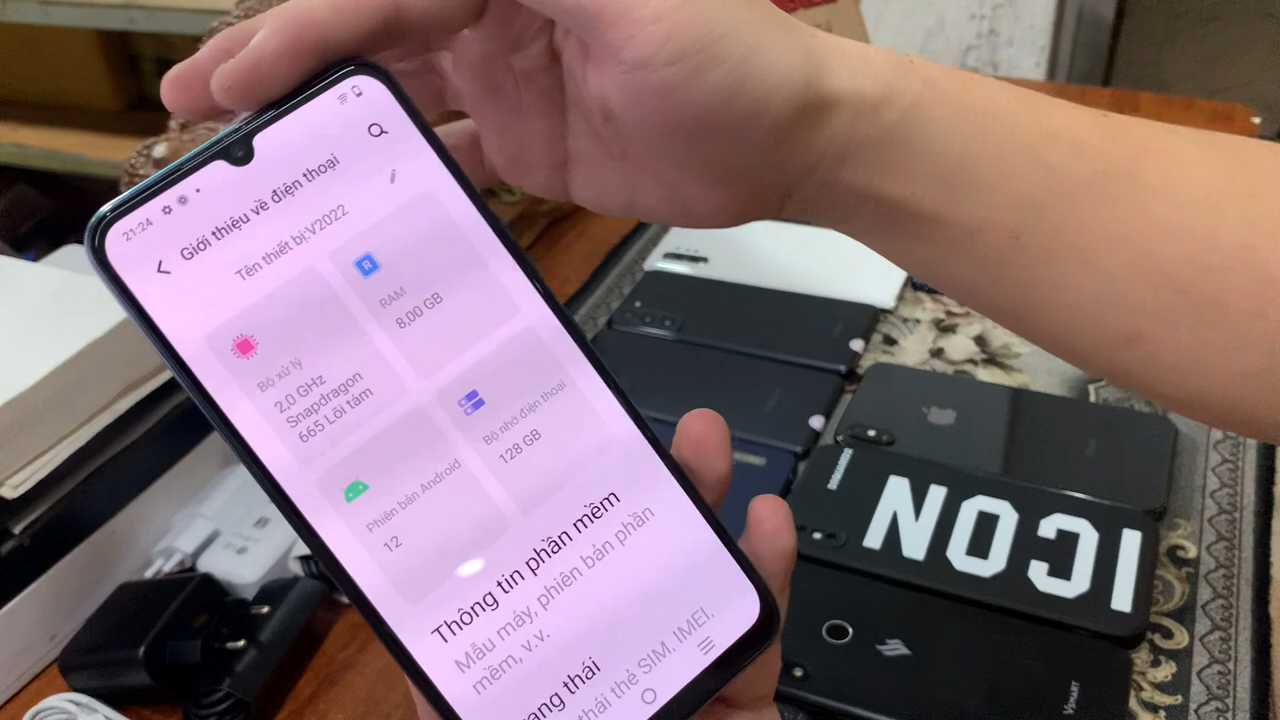 21:24
Giới thiệu về điện thoại
Tên thiết bị:V2022
R
RAM
8,00 GB
Bộ xử lý
2,0 GHz
Snapdragon
665 Lõi tám
Bộ nhớ điện thoại
128 GB
Phiên bản Android
12
Thông tin phần mềm
Mẫu máy, phiên bản phần
mềm, v.v.
rạng thái
thái thẻ SIM, IMEI,
ICON
VSMART